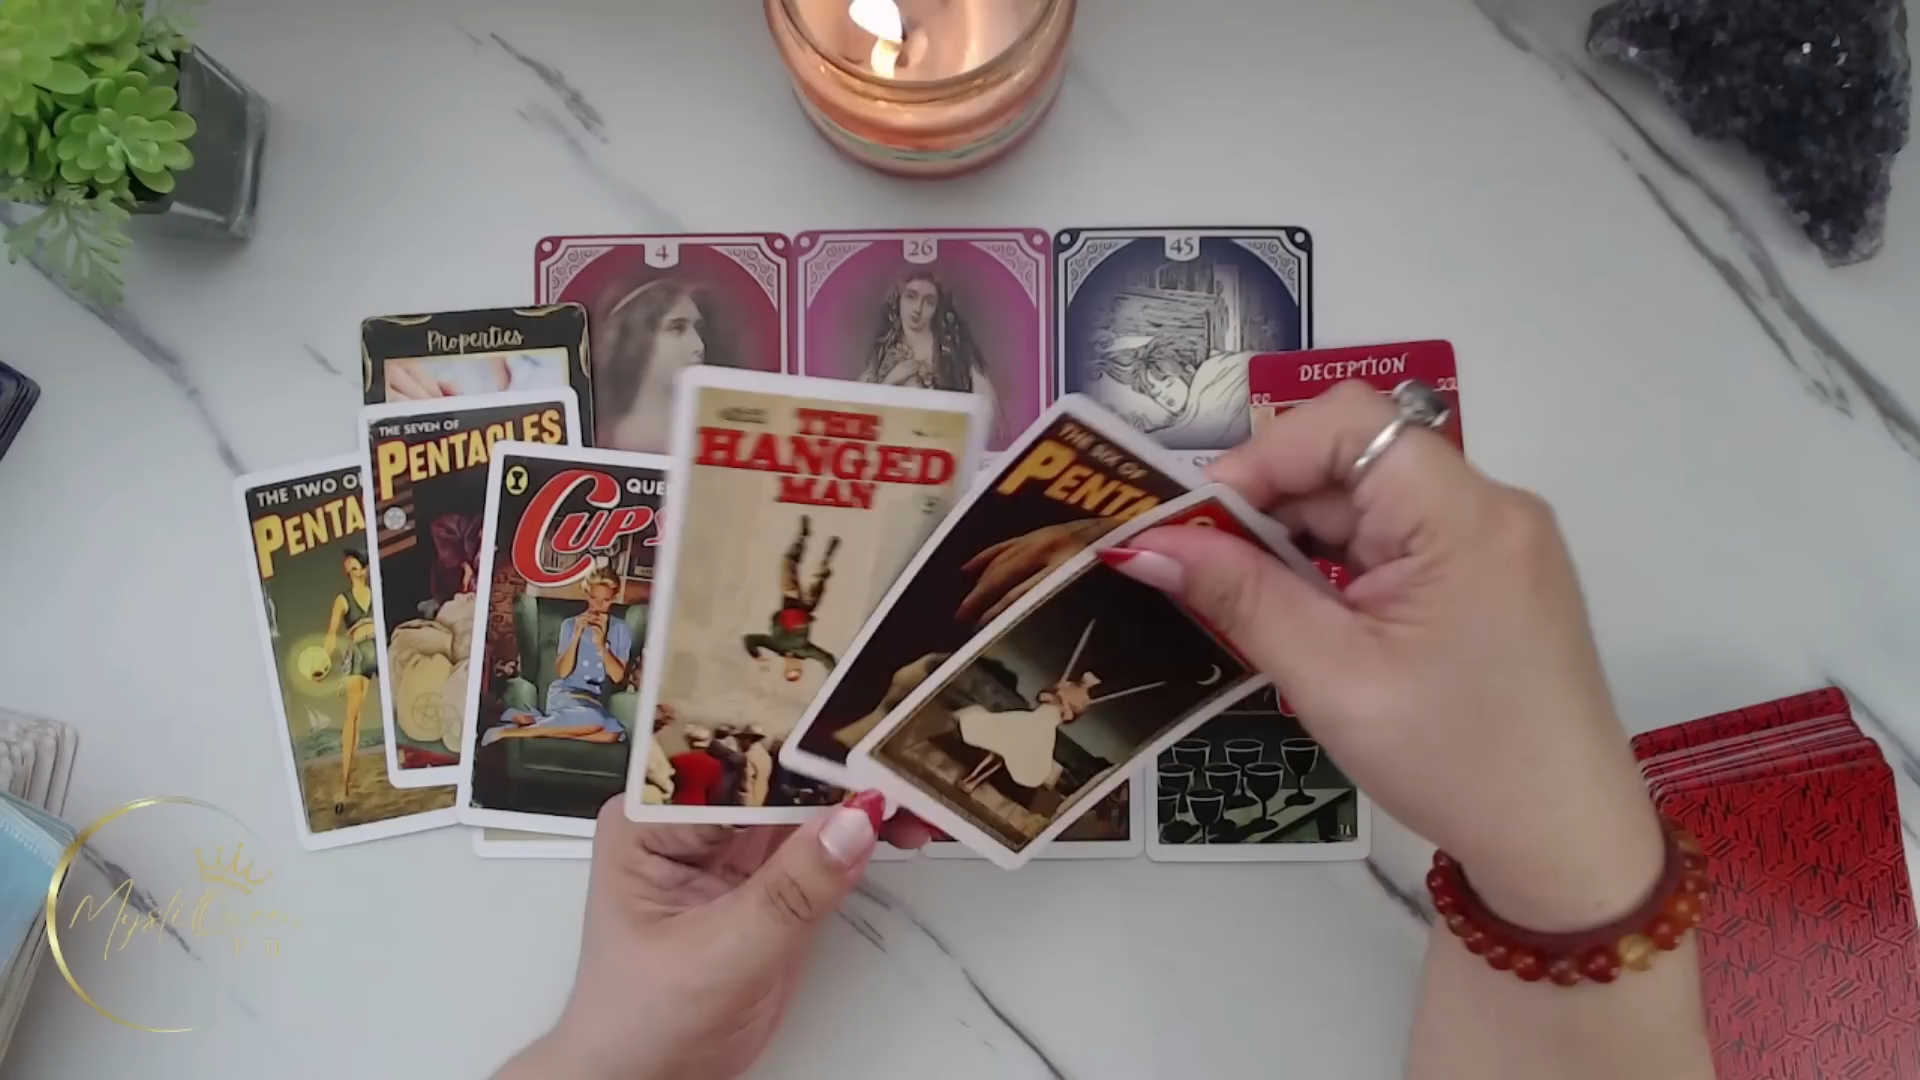 4
26
45
Properties
DECEPTION
THE SEVEN OF
PENTACLES
THE TWO
PENTA
QUE
CUPS
THE
HANGED
MAN
THE SIX OF
PENTA
TA